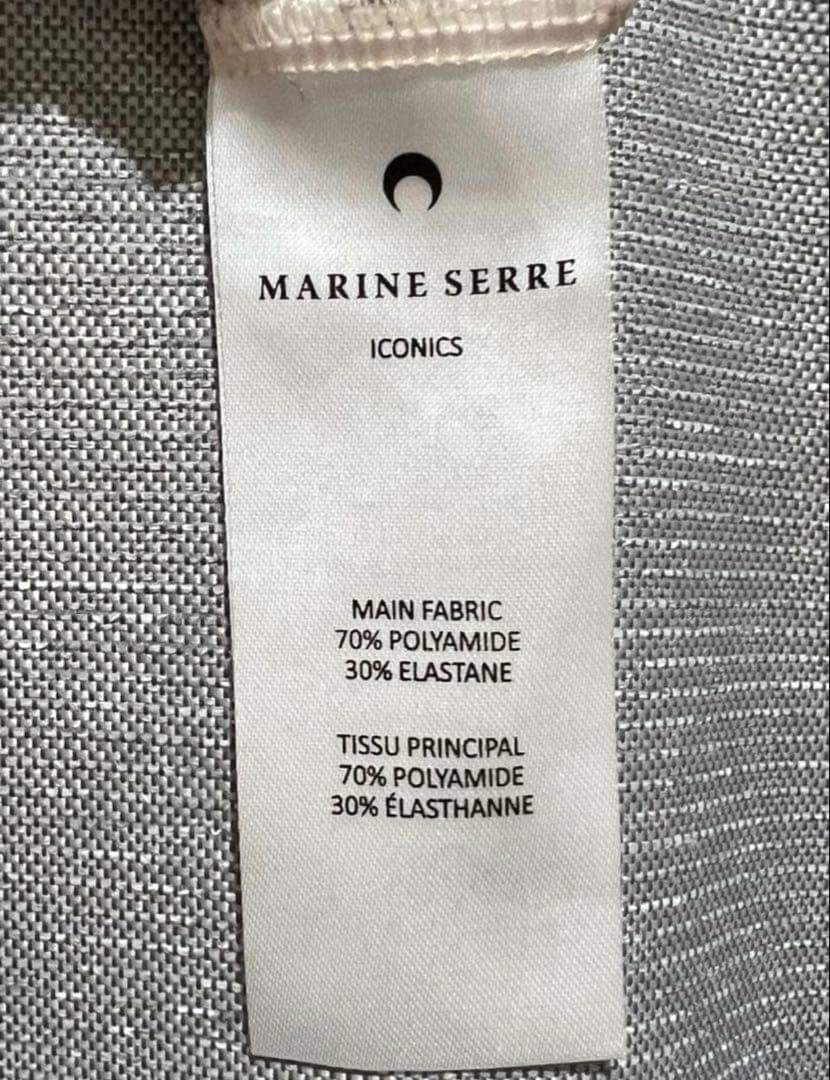 MARINE SERRE
ICONICS
MAIN FABRIC
70% POLYAMIDE
30% ELASTANE
TISSU PRINCIPAL
70% POLYAMIDE
30% ÉLASTHANNE